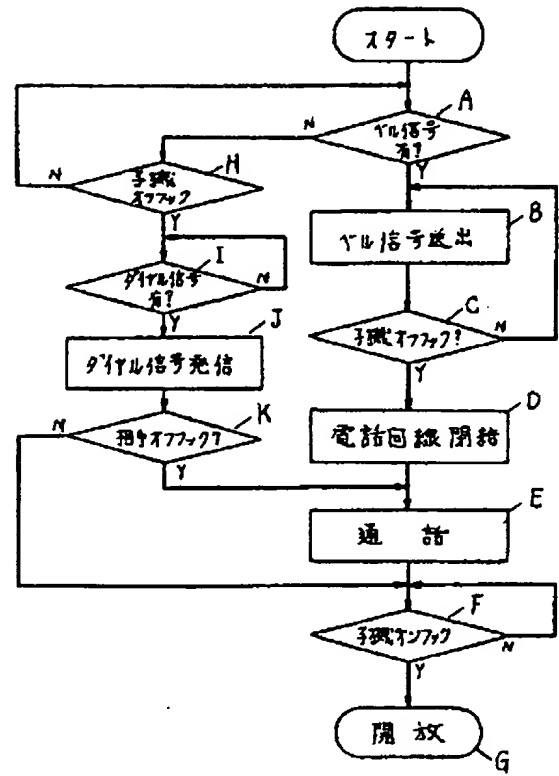 スタート
A
ベル信号
有?
N
Y
H
子機
オフフック
N
Y
B
ベル信号送出
I
ダイヤル信号
有?
N
Y
C
子機オフフック?
N
Y
J
ダイヤル信号発信
D
電話回線閉結
K
相手オフフック?
N
Y
E
通話
F
子機オンフック
N
Y
開放
G